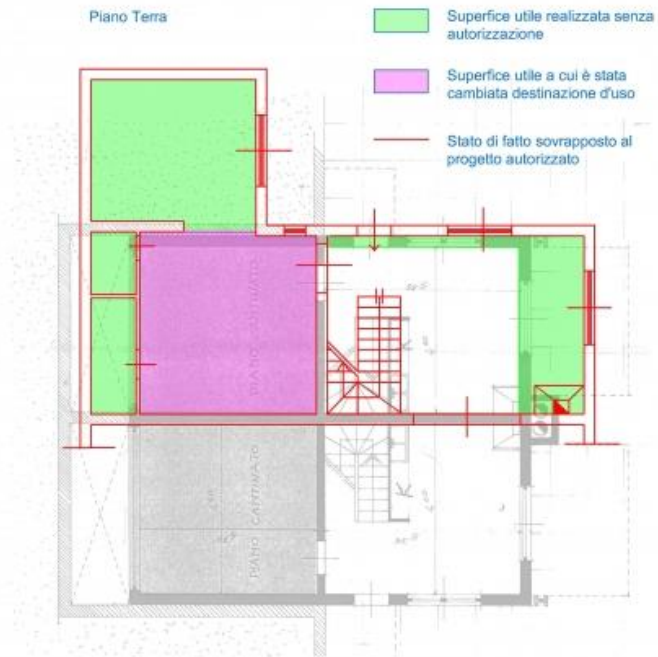 Piano Terra
Superfice utile realizzata senza
autorizzazione
Superfice utile a cui è stata
cambiata destinazione d'uso
Stato di fatto sovrapposto al
progetto autorizzato
PIANO CANTINATO
PIANO CANTINATO